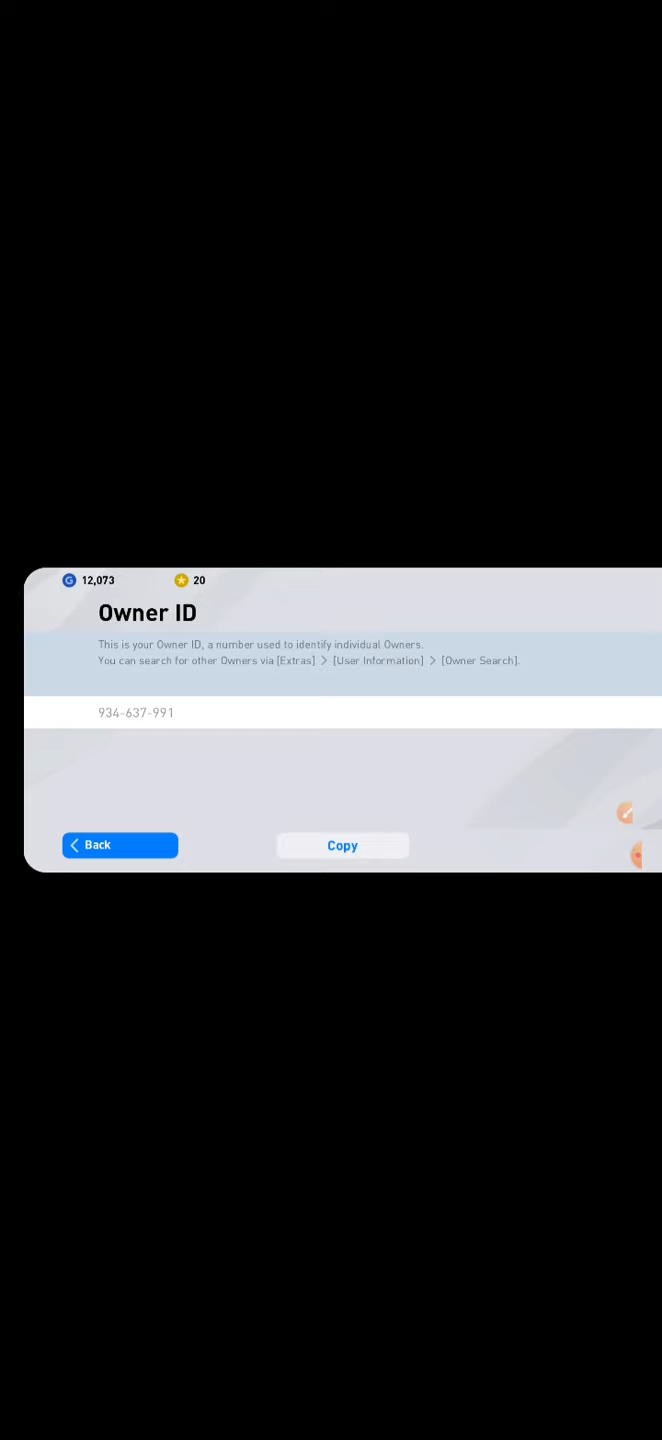 G 12,073 20
Owner ID
This is your Owner ID, a number used to identify individual Owners.
You can search for other Owners via [Extras] > [User Information] > [Owner Search].
934-637-991
Back Copy